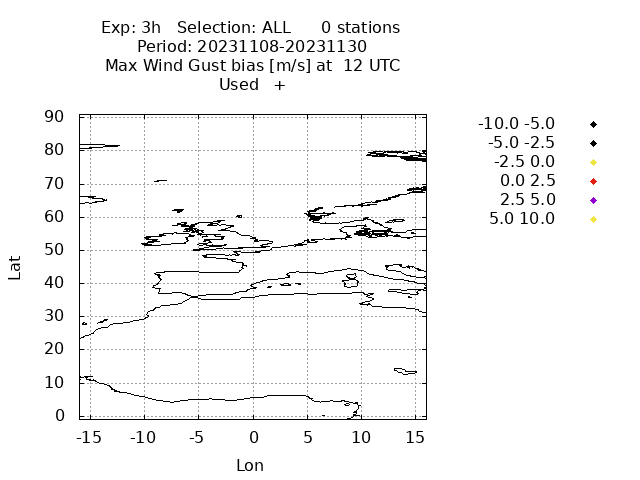 Exp: 3h   Selection: ALL      0 stations
Period: 20231108-20231130
Max Wind Gust bias [m/s] at  12 UTC
Used   +
90
80
70
60
50
40
30
20
10
0
Lat
-15 -10 -5 0 5 10 15
Lon
-10.0 -5.0
-5.0 -2.5
-2.5 0.0
0.0 2.5
2.5 5.0
5.0 10.0